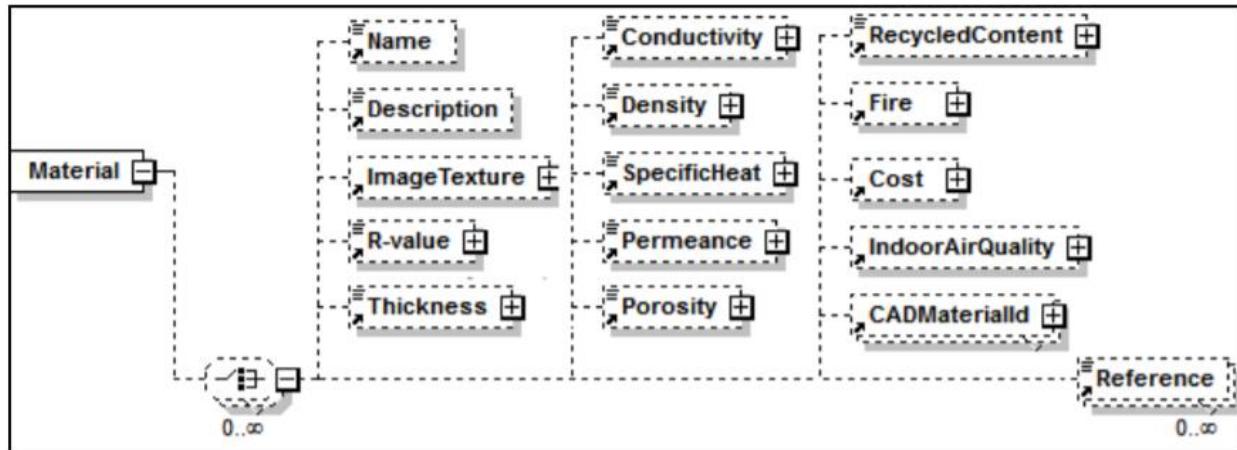 Material
Name
Description
ImageTexture
R-value
Thickness
Conductivity
Density
SpecificHeat
Permeance
Porosity
RecycledContent
Fire
Cost
IndoorAirQuality
CADMaterialId
Reference
0..∞
0..∞